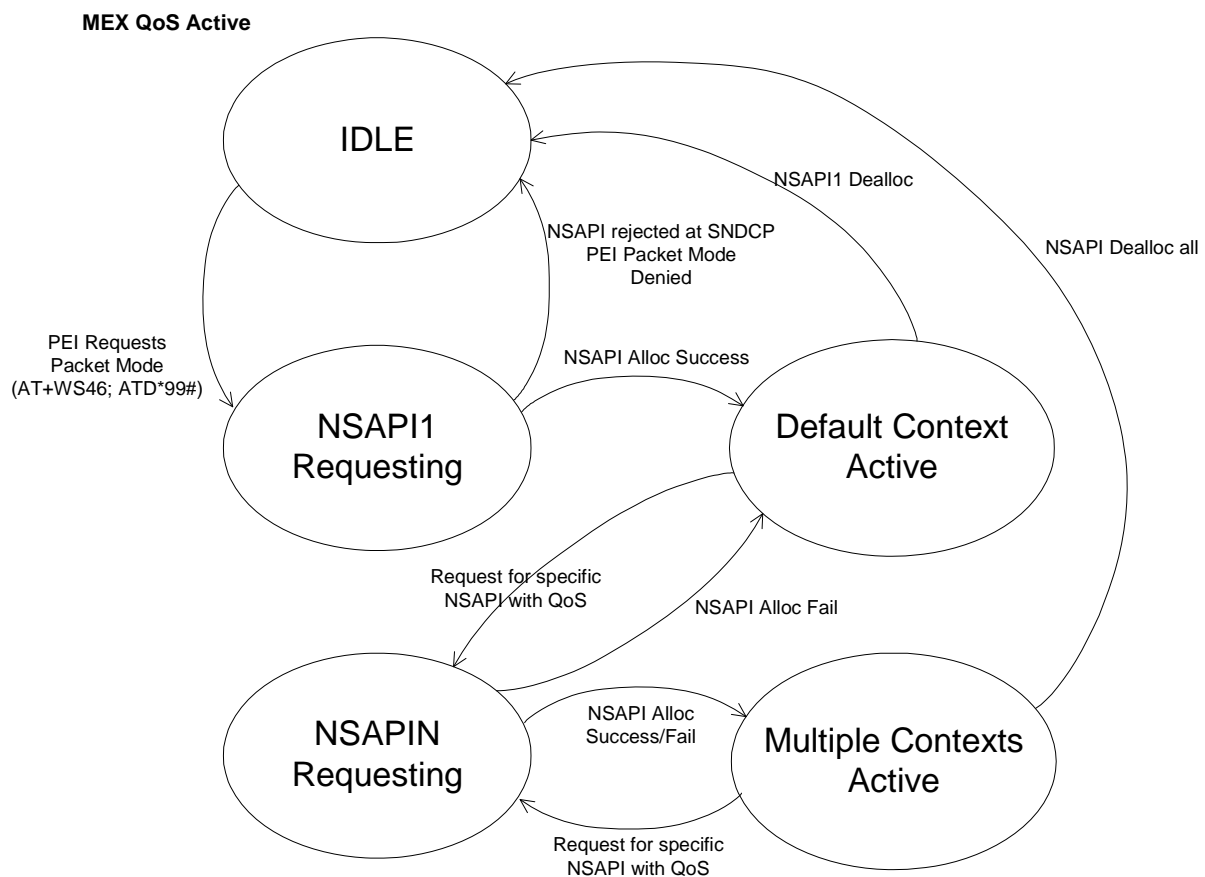 MEX QoS Active
IDLE
NSAPI1 Dealloc
NSAPI rejected at SNDCP
PEI Packet Mode
Denied
NSAPI Dealloc all
PEI Requests
Packet Mode
(AT+WS46; ATD*99#)
NSAPI Alloc Success
NSAPI1
Requesting
Default Context
Active
Request for specific
NSAPI with QoS
NSAPI Alloc Fail
NSAPIN
Requesting
NSAPI Alloc
Success/Fail
Multiple Contexts
Active
Request for specific
NSAPI with QoS